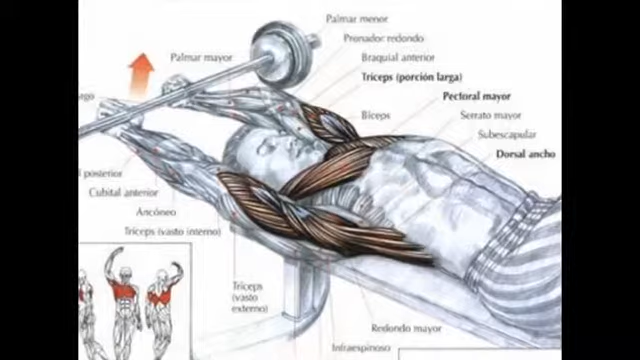 Palmar menor
Pronador redondo
Palmar mayor
Braquial anterior
Tríceps (porción larga)
Pectoral mayor
Bíceps
Serrato mayor
Subescapular
Dorsal ancho
posterior
Cubital anterior
Ancóneo
Tríceps (vasto interno)
Tríceps
(vasto
externo)
Redondo mayor
Infraespinoso